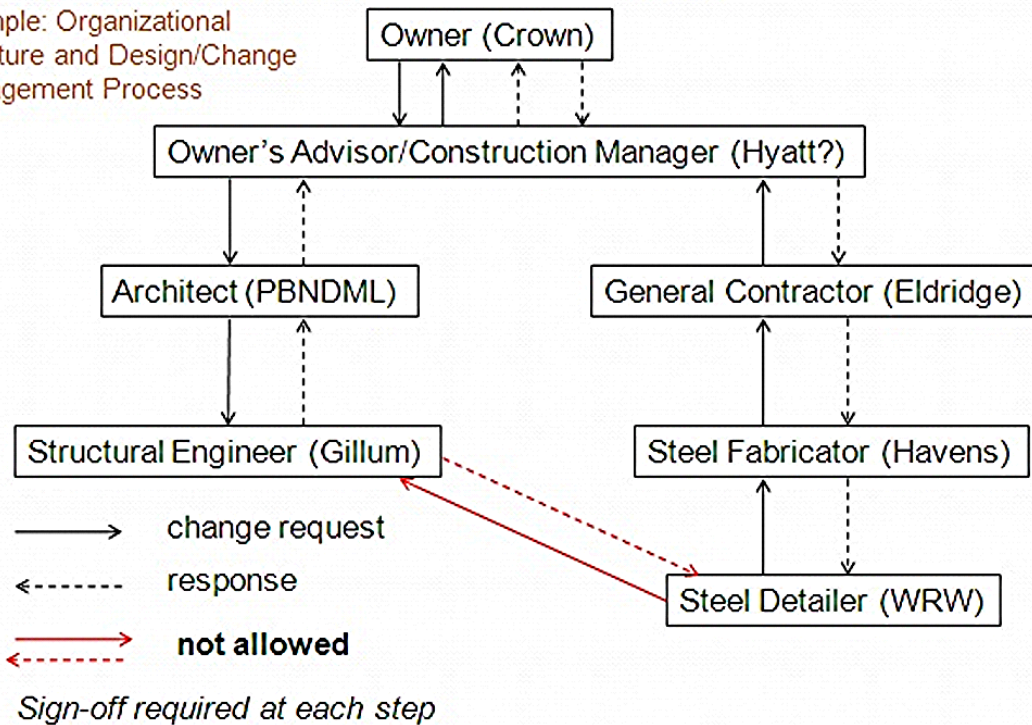 mple: Organizational
ture and Design/Change
agement Process
Owner (Crown)
Owner's Advisor/Construction Manager (Hyatt?)
Architect (PBNDML)
General Contractor (Eldridge)
Structural Engineer (Gillum)
Steel Fabricator (Havens)
change request
response
Steel Detailer (WRW)
not allowed
Sign-off required at each step